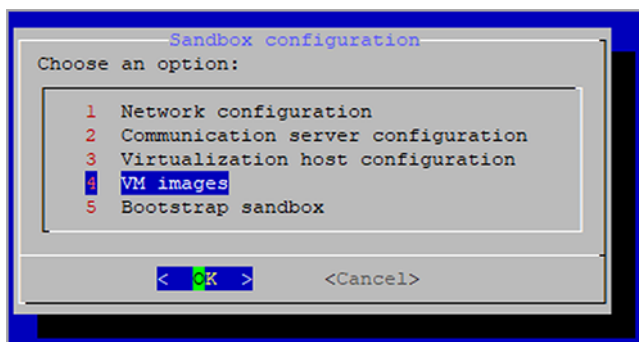 Sandbox configuration
Choose an option:
1 Network configuration
2 Communication server configuration
3 Virtualization host configuration
4 VM images
5 Bootstrap sandbox
< OK > <Cancel>